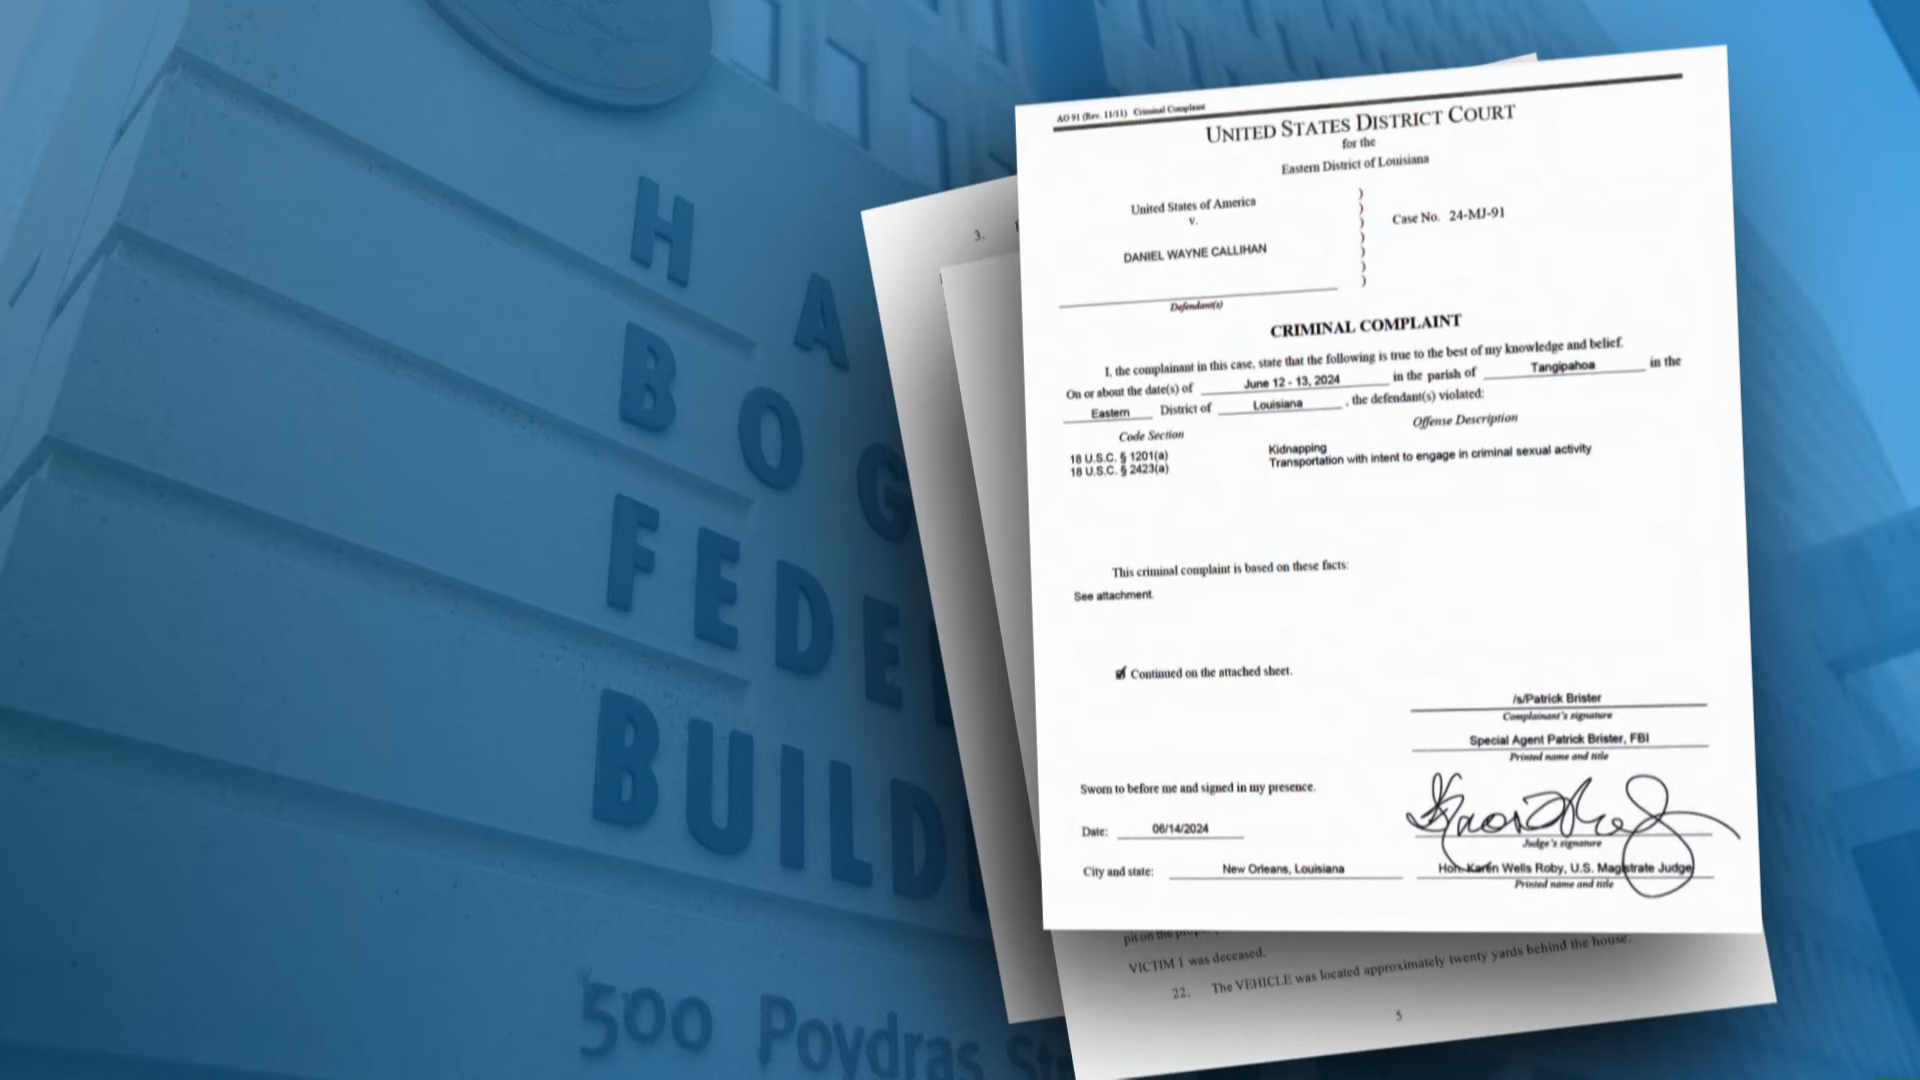 H
BO
FEDE
BUILD
500 Poydras
3.
AO 91 (Rev. 11/11) Criminal Complaint
UNITED STATES DISTRICT COURT
for the
Eastern District of Louisiana
United States of America
v.
DANIEL WAYNE CALLIHAN
Defendant(s)
)
)
)
)
)
)
)
Case No. 24-MJ-91
CRIMINAL COMPLAINT
I, the complainant in this case, state that the following is true to the best of my knowledge and belief.
On or about the date(s) of June 12 - 13, 2024 in the parish of Tangipahoa in the
Eastern District of Louisiana , the defendant(s) violated:
Code Section Offense Description
18 U.S.C. § 1201(a) Kidnapping
18 U.S.C. § 2423(a) Transportation with intent to engage in criminal sexual activity
This criminal complaint is based on these facts:
See attachment.
Continued on the attached sheet.
/s/Patrick Brister
Complainant's signature
Special Agent Patrick Brister, FBI
Printed name and title
Sworn to before me and signed in my presence.
Date: 06/14/2024
Judge's signature
City and state: New Orleans, Louisiana
Hon. Karen Wells Roby, U.S. Magistrate Judge
Printed name and title
pit on the
VICTIM 1 was deceased.
22. The VEHICLE was located approximately twenty yards behind the house.
5